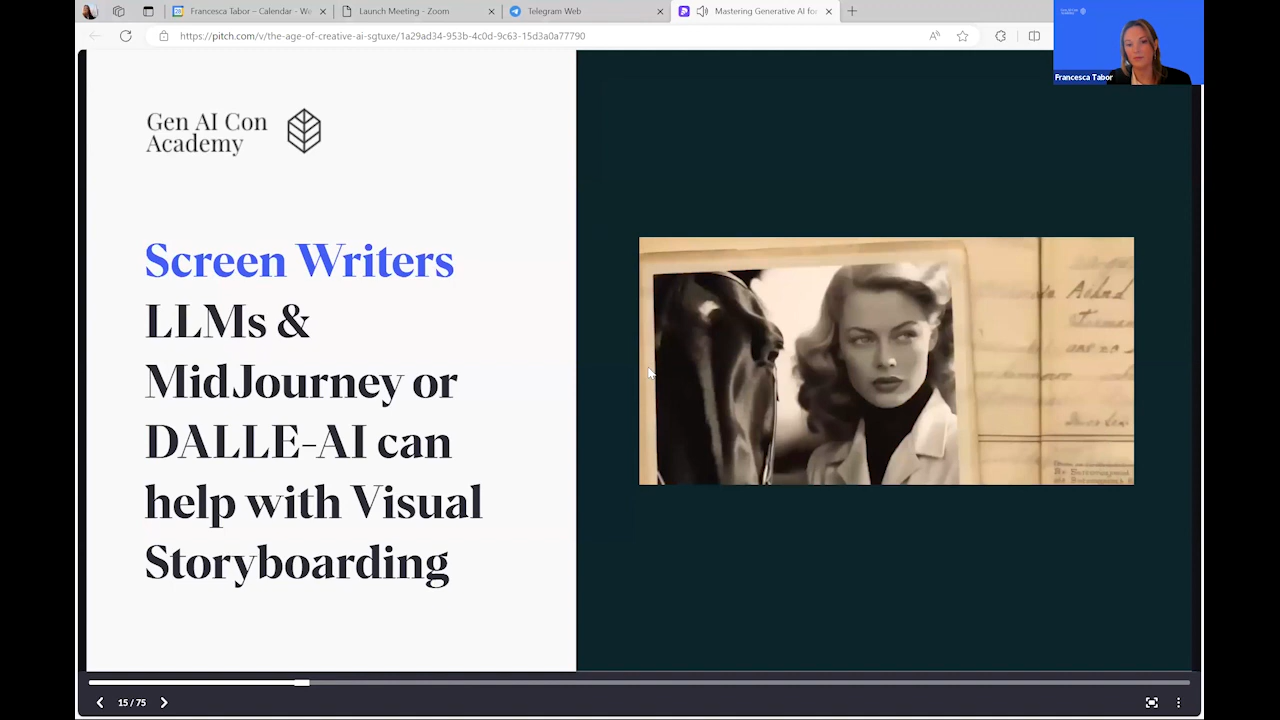 Francesca Tabor – Calendar - We
Launch Meeting - Zoom
Telegram Web
Mastering Generative AI for
https://pitch.com/v/the-age-of-creative-ai-sgtuxe/1a29ad34-953b-4c0d-9c63-15d3a0a77790
Francesca Tabor
Gen AI Con
Academy
Screen Writers
LLMs &
MidJourney or
DALLE-AI can
help with Visual
Storyboarding
15 / 75